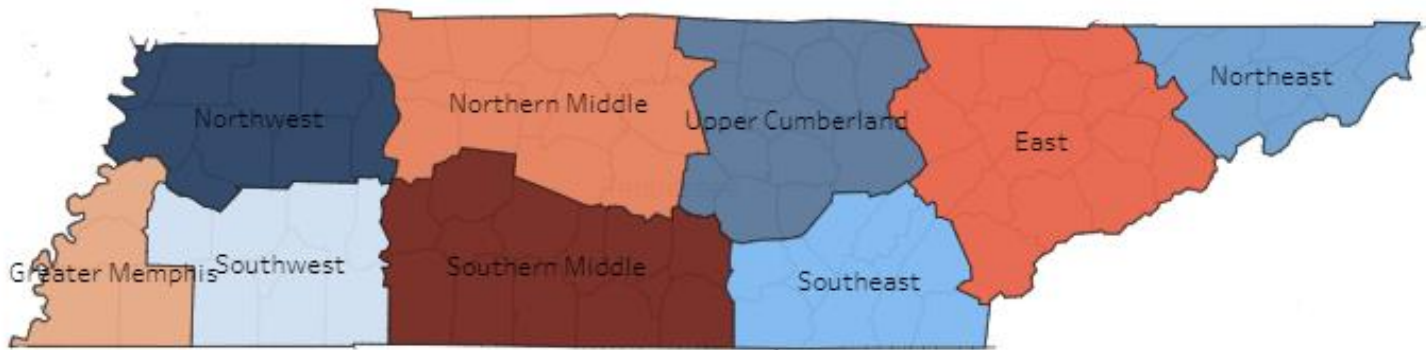 Northwest
Northern Middle
Upper Cumberland
East
Northeast
Greater Memphis
Southwest
Southern Middle
Southeast